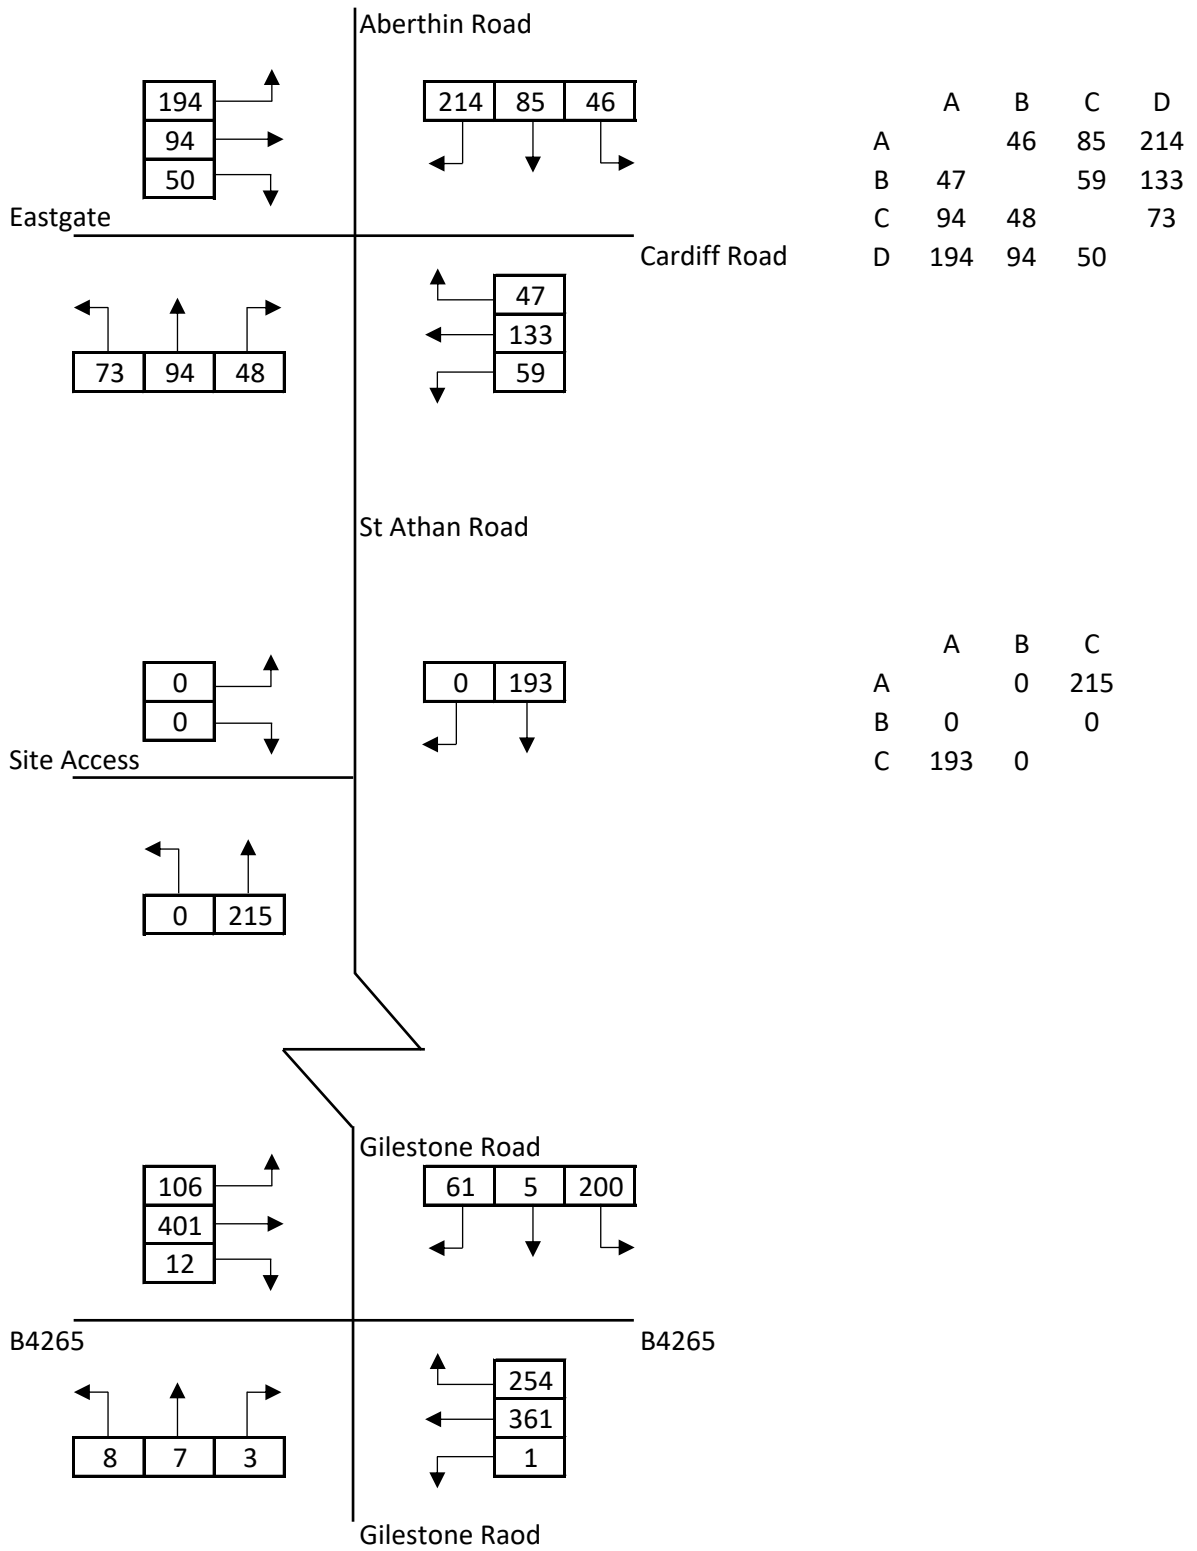 Aberthin Road
194
94
50
214 85 46
A B C D
A 46 85 214
B 47 59 133
C 94 48 73
D 194 94 50
Eastgate
Cardiff Road
47
133
59
73 94 48
St Athan Road
0
0
0 193
A B C
A 0 215
B 0 0
C 193 0
Site Access
0 215
Gilestone Road
106
401
12
61 5 200
B4265
B4265
254
361
1
8 7 3
Gilestone Raod